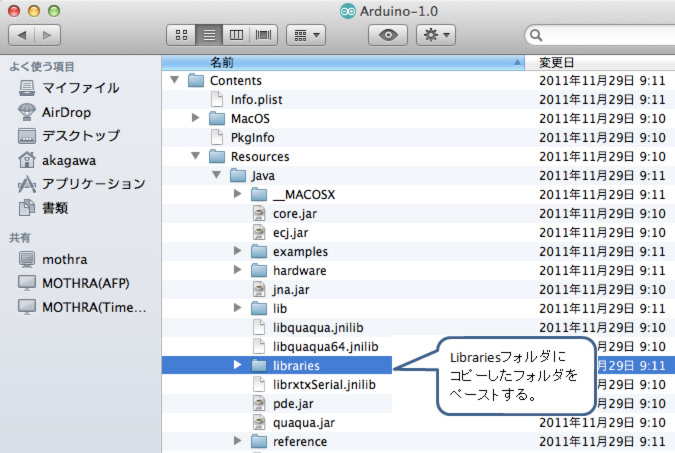 Arduino-1.0
名前 変更日
よく使う項目
マイファイル
AirDrop
デスクトップ
akagawa
アプリケーション
書類
共有
mothra
MOTHRA(AFP)
MOTHRA(Time...
Contents 2011年11月29日 9:11
Info.plist 2011年11月29日 9:11
MacOS 2011年11月29日 9:10
PkgInfo 2011年11月29日 9:10
Resources 2011年11月29日 9:10
Java 2011年11月29日 9:11
__MACOSX 2011年11月29日 9:11
core.jar 2011年11月29日 9:10
ecj.jar 2011年11月29日 9:10
examples 2011年11月29日 9:11
hardware 2011年11月29日 9:11
jna.jar 2011年11月29日 9:10
lib 2011年11月29日 9:11
libquaqua.jnilib 2011年11月29日 9:10
libquaqua64.jnilib 2011年11月29日 9:10
libraries 月29日 9:11
librxtxSerial.jnilib 月29日 9:10
pde.jar 月29日 9:10
quaqua.jar 2011年11月29日 9:10
reference 2011年11月29日 9:11
Librariesフォルダに
コピーしたフォルダを
ペーストする。